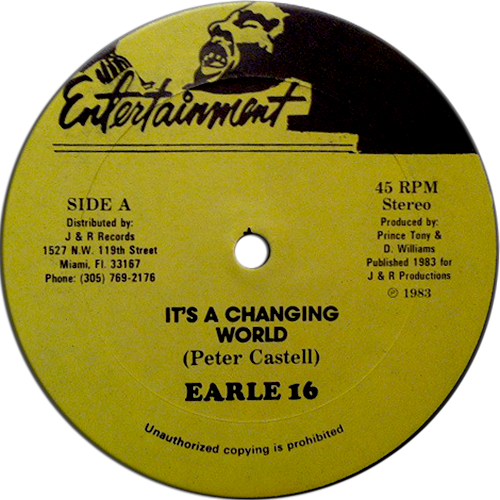 Entertainment
SIDE A
Distributed by:
J & R Records
1527 N.W. 119th Street
Miami, Fl. 33167
Phone: (305) 769-2176
45 RPM
Stereo
Produced by:
Prince Tony &
D. Williams
Published 1983 for
J & R Productions
℗ 1983
IT'S A CHANGING
WORLD
(Peter Castell)
EARLE 16
Unauthorized copying is prohibited